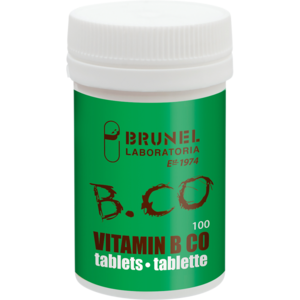 BRUNEL
LABORATORIA
Est 1974
B.CO
100
VITAMIN B CO
tablets • tablette